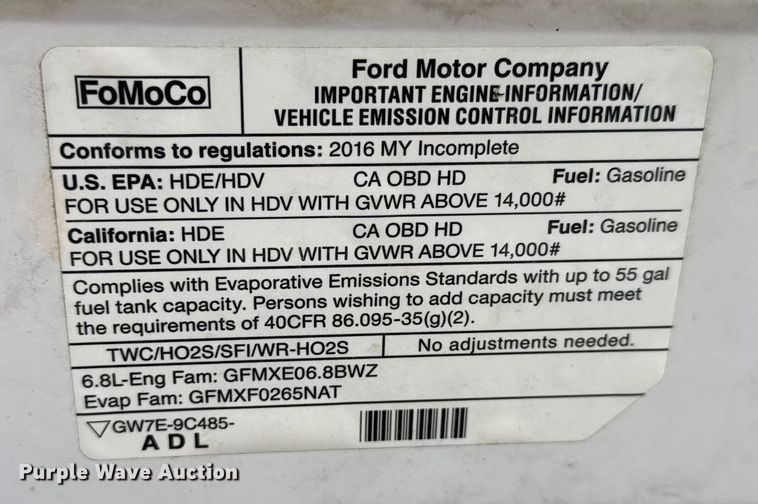 FoMoCo
Ford Motor Company
IMPORTANT ENGINE INFORMATION/
VEHICLE EMISSION CONTROL INFORMATION
Conforms to regulations: 2016 MY Incomplete
U.S. EPA: HDE/HDV CA OBD HD Fuel: Gasoline
FOR USE ONLY IN HDV WITH GVWR ABOVE 14,000#
California: HDE CA OBD HD Fuel: Gasoline
FOR USE ONLY IN HDV WITH GVWR ABOVE 14,000#
Complies with Evaporative Emissions Standards with up to 55 gal
fuel tank capacity. Persons wishing to add capacity must meet
the requirements of 40CFR 86.095-35(g)(2).
TWC/HO2S/SFI/WR-HO2S No adjustments needed.
6.8L-Eng Fam: GFMXE06.8BWZ
Evap Fam: GFMXF0265NAT
GW7E-9C485-
ADL
Purple Wave Auction